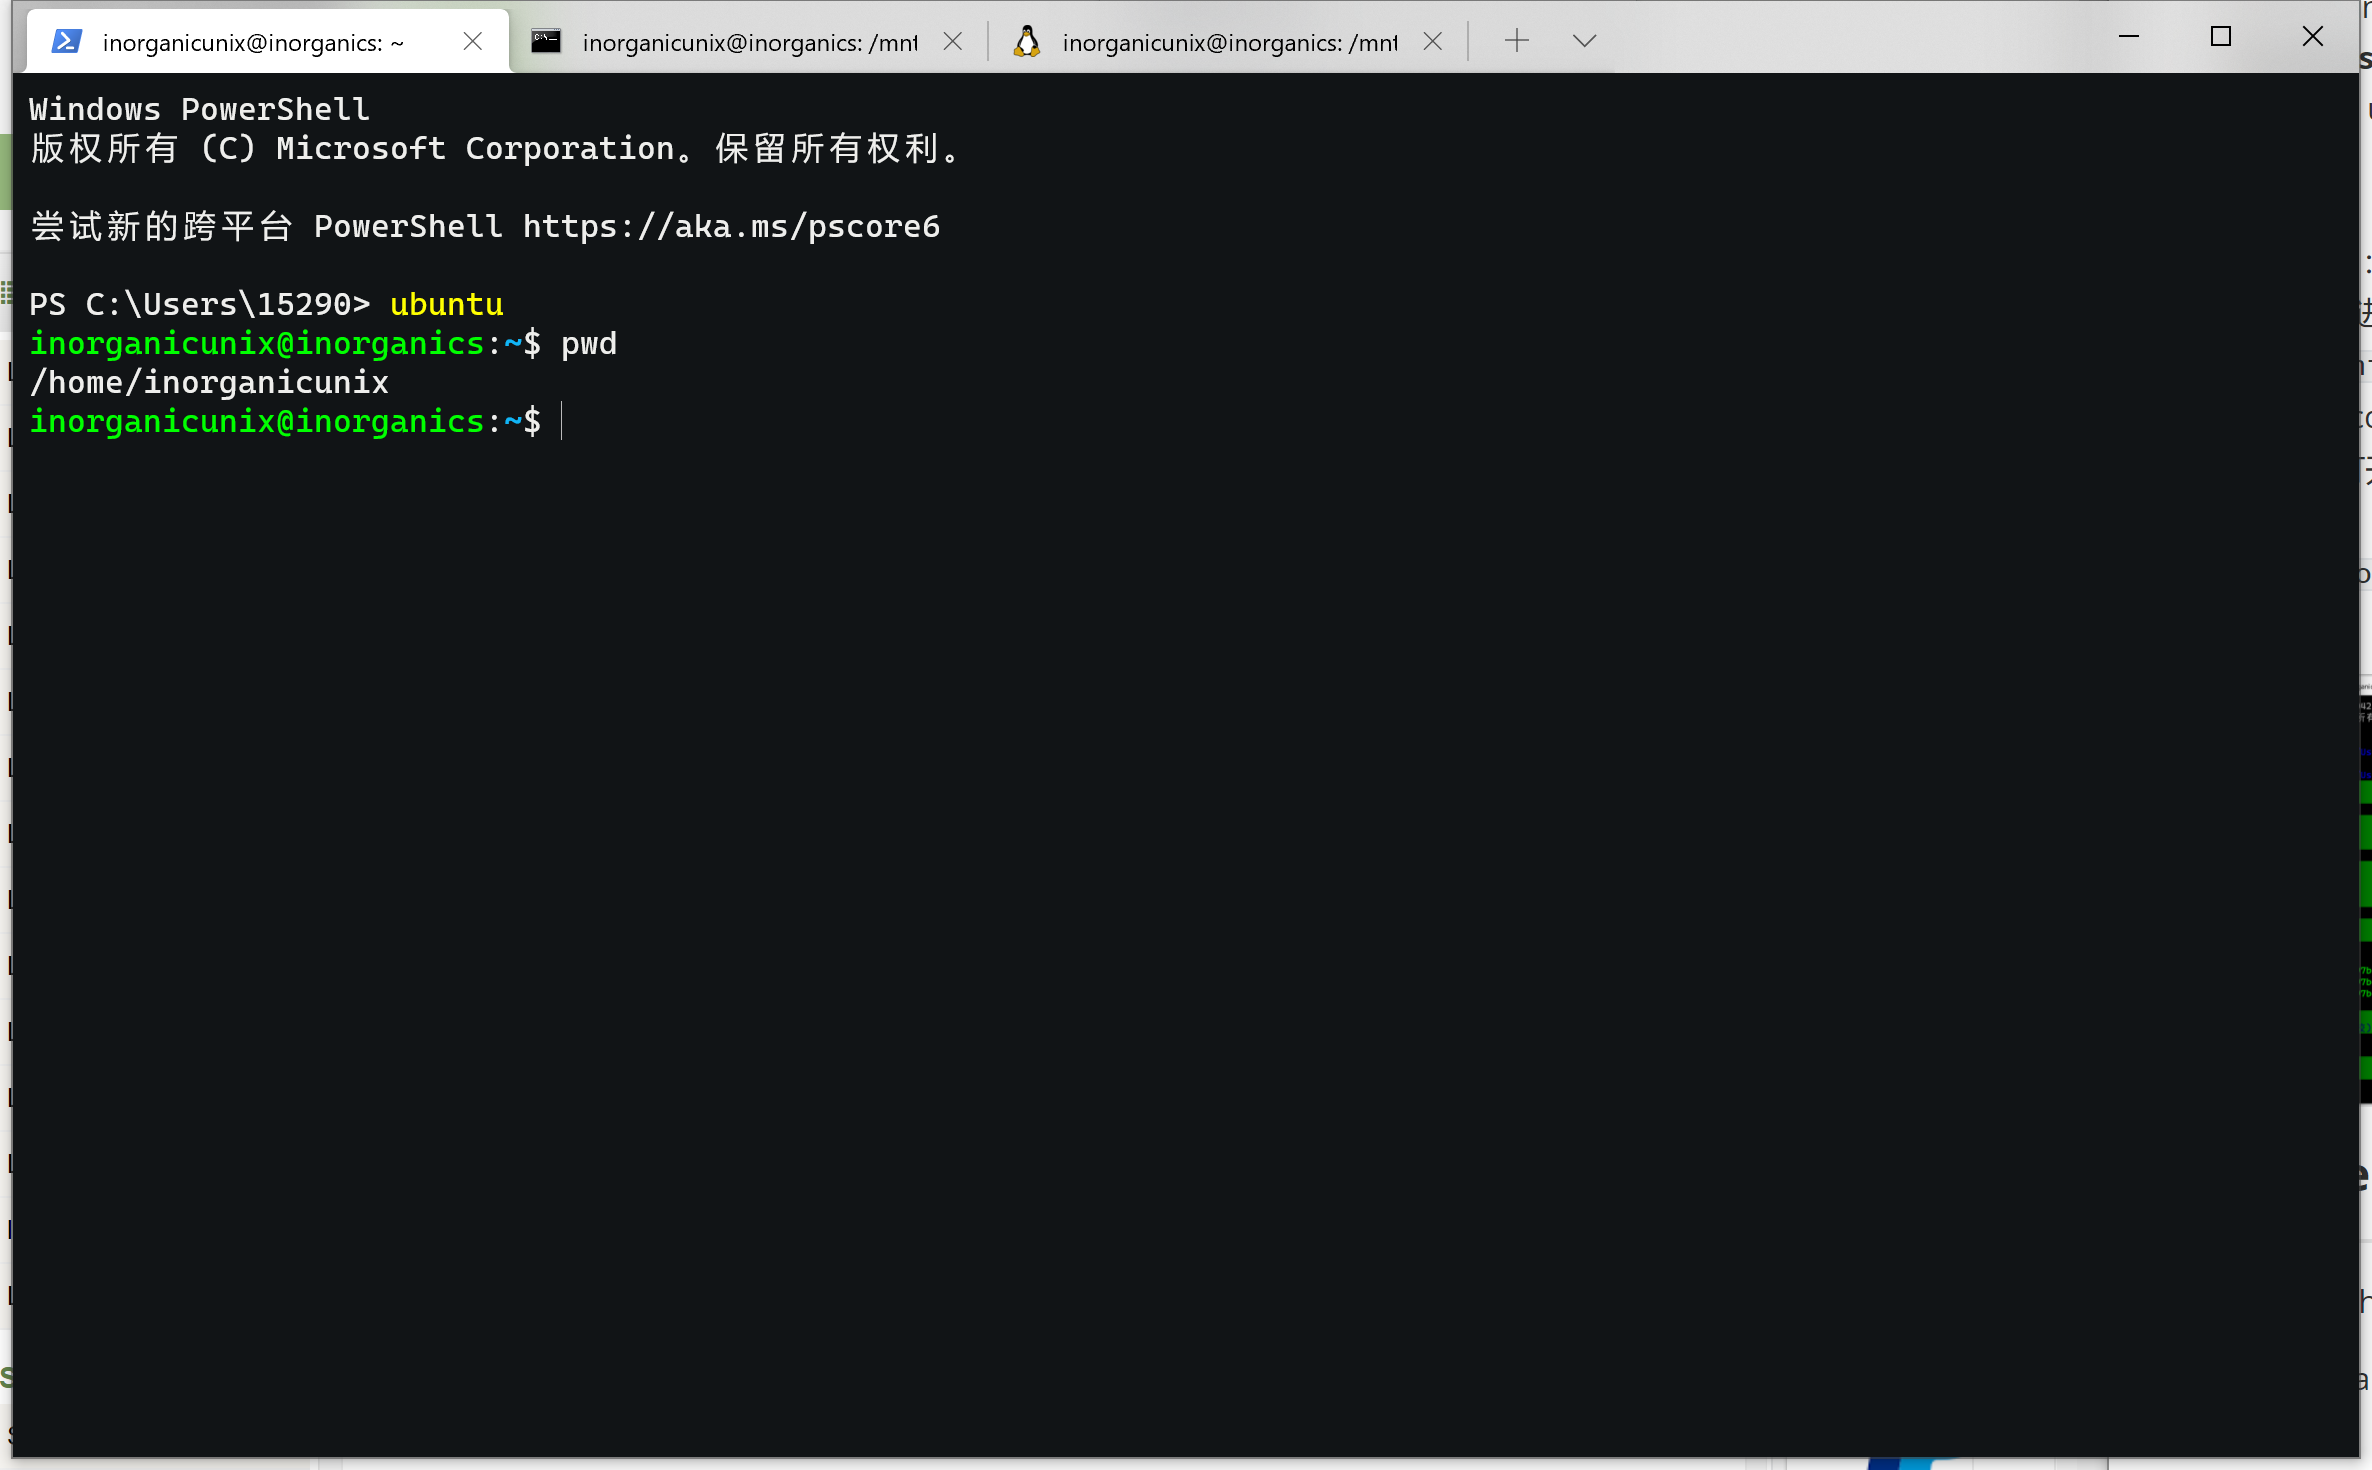 inorganicunix@inorganics: ~
inorganicunix@inorganics: /mnt
inorganicunix@inorganics: /mnt
Windows PowerShell
版权所有 (C) Microsoft Corporation。保留所有权利。
尝试新的跨平台 PowerShell https://aka.ms/pscore6
PS C:\Users\15290> ubuntu
inorganicunix@inorganics:~$ pwd
/home/inorganicunix
inorganicunix@inorganics:~$